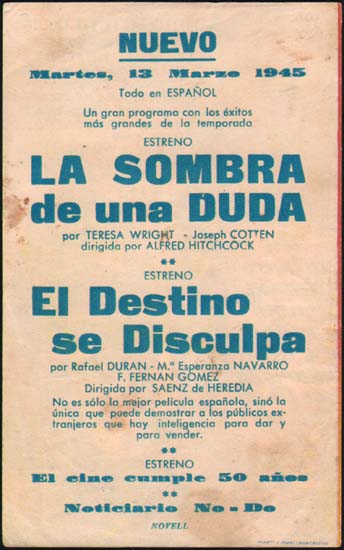 NUEVO
Martes, 13 Marzo 1945
Todo en ESPAÑOL
Un gran programa con los éxitos
más grandes de la temporada
ESTRENO
LA SOMBRA
de una DUDA
por TERESA WRIGHT - Joseph COTTEN
dirigida por ALFRED HITCHCOCK
**
ESTRENO
El Destino
se Disculpa
por Rafael DURAN - M.ª Esperanza NAVARRO
F. FERNAN GOMEZ
Dirigida por SAENZ de HEREDIA
No es sólo la mejor película española, sinó la
única que puede demostrar a los públicos ex-
tranjeros que hay inteligencia para dar y
para vender.
**
ESTRENO
El cine cumple 50 años
**
Noticiario No-Do
NOVELL